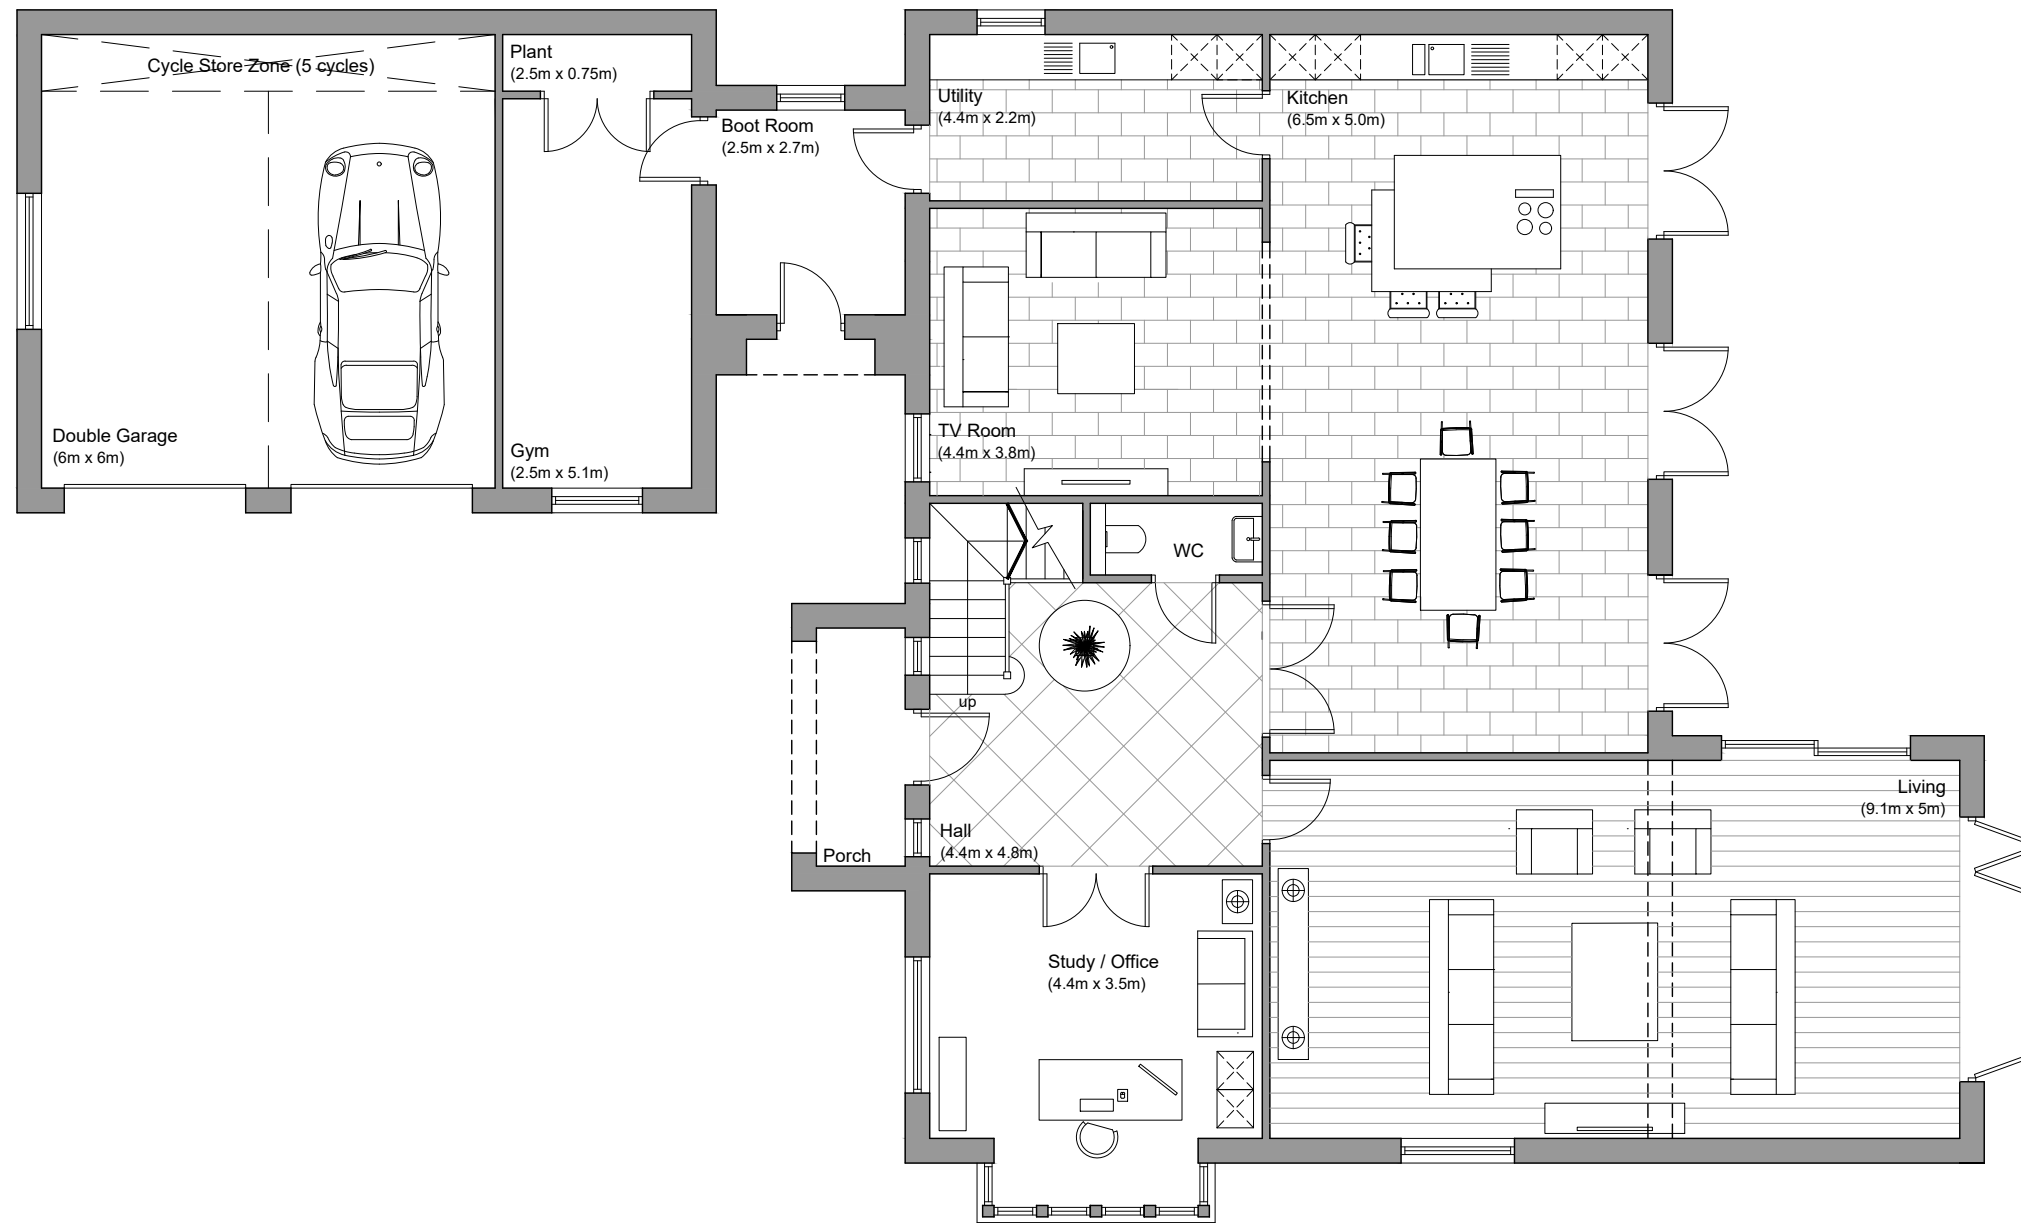 Cycle Store Zone (5 cycles)
Plant
(2.5m x 0.75m)
Boot Room
(2.5m x 2.7m)
Utility
(4.4m x 2.2m)
Kitchen
(6.5m x 5.0m)
Double Garage
(6m x 6m)
Gym
(2.5m x 5.1m)
TV Room
(4.4m x 3.8m)
WC
up
Living
(9.1m x 5m)
Hall
(4.4m x 4.8m)
Porch
Study / Office
(4.4m x 3.5m)